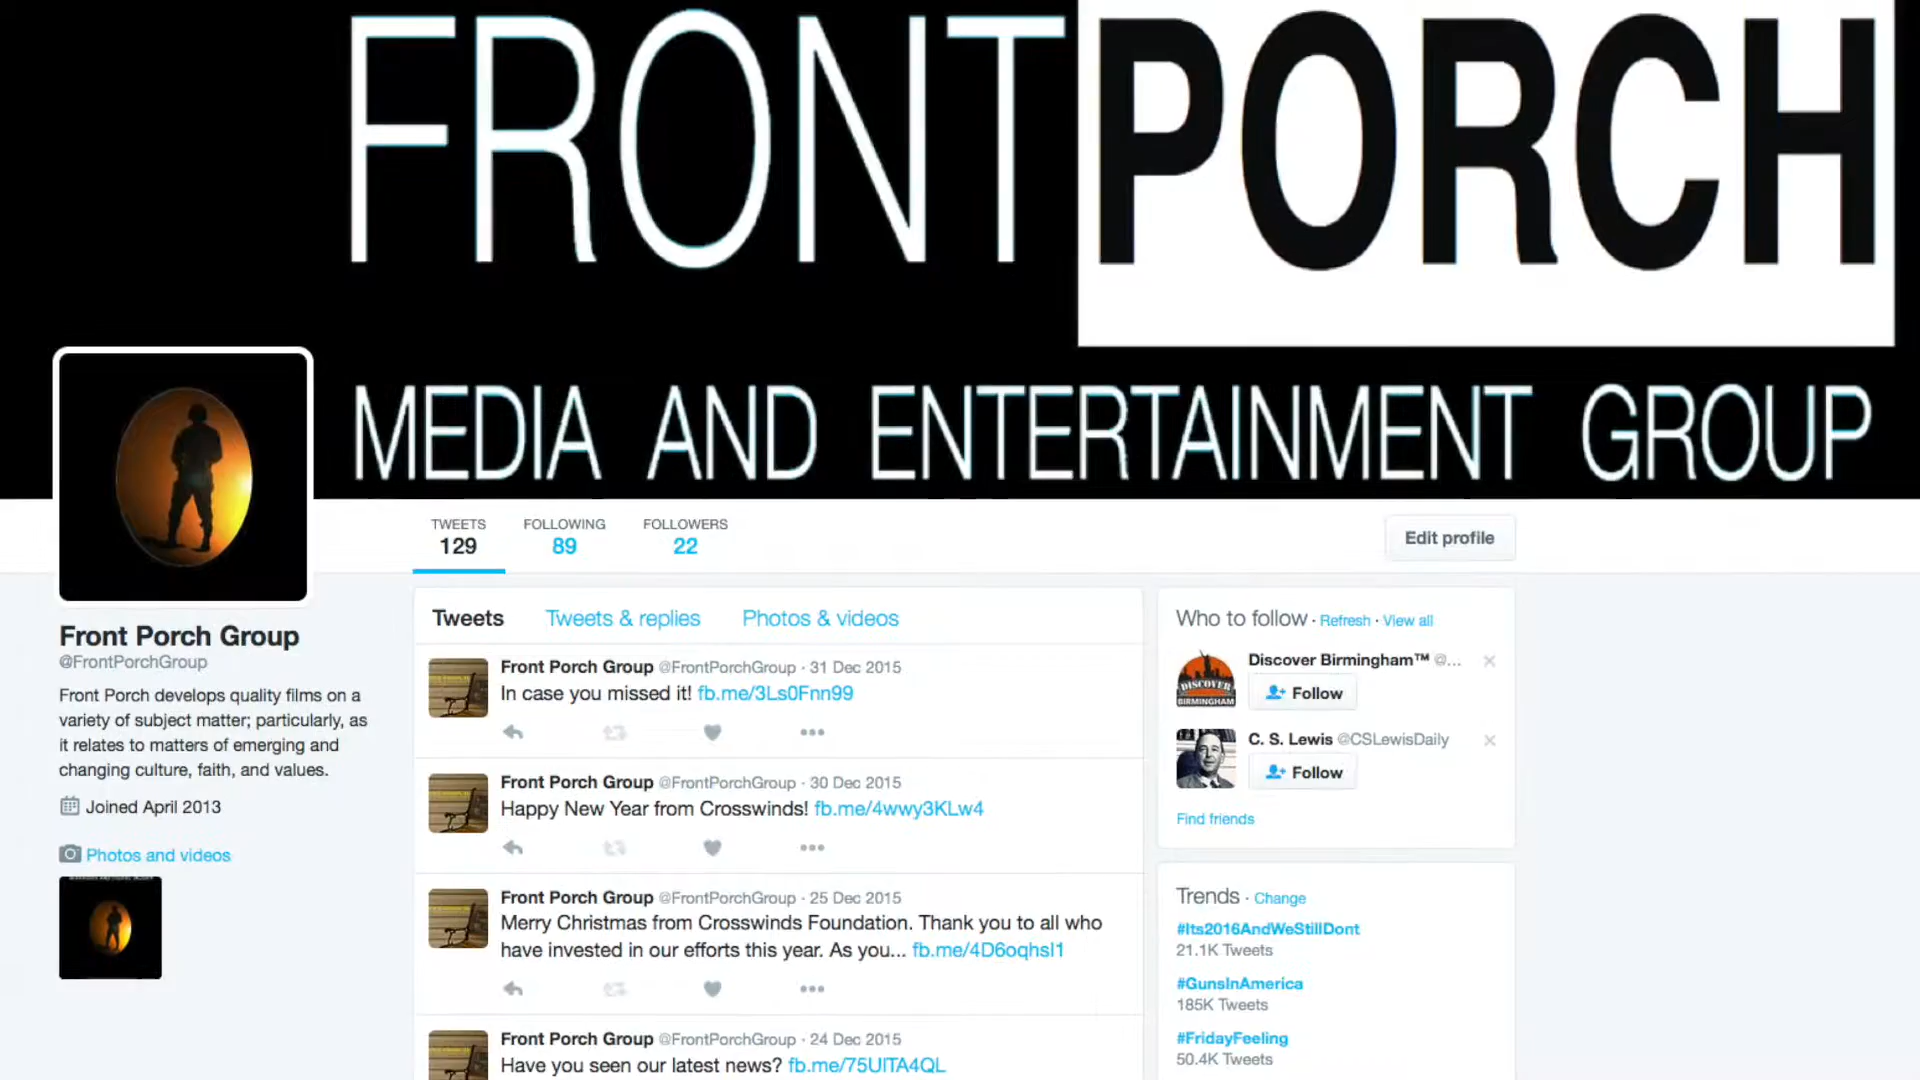 FRONTPORCH
MEDIA AND ENTERTAINMENT GROUP
TWEETS
129
FOLLOWING
89
FOLLOWERS
22
Edit profile
Front Porch Group
@FrontPorchGroup
Front Porch develops quality films on a
variety of subject matter; particularly, as
it relates to matters of emerging and
changing culture, faith, and values.
Joined April 2013
Photos and videos
Tweets Tweets & replies Photos & videos
Front Porch Group @FrontPorchGroup · 31 Dec 2015
In case you missed it! fb.me/3Ls0Fnn99
Front Porch Group @FrontPorchGroup · 30 Dec 2015
Happy New Year from Crosswinds! fb.me/4wwy3KLw4
Front Porch Group @FrontPorchGroup · 25 Dec 2015
Merry Christmas from Crosswinds Foundation. Thank you to all who
have invested in our efforts this year. As you... fb.me/4D6oqhsI1
Front Porch Group @FrontPorchGroup · 24 Dec 2015
Have you seen our latest news? fb.me/75UITA4QL
Who to follow · Refresh · View all
DISCOVER
BIRMINGHAM
Discover Birmingham™ @...
Follow
C. S. Lewis @CSLewisDaily
Follow
Find friends
Trends · Change
#Its2016AndWeStillDont
21.1K Tweets
#GunsInAmerica
185K Tweets
#FridayFeeling
50.4K Tweets